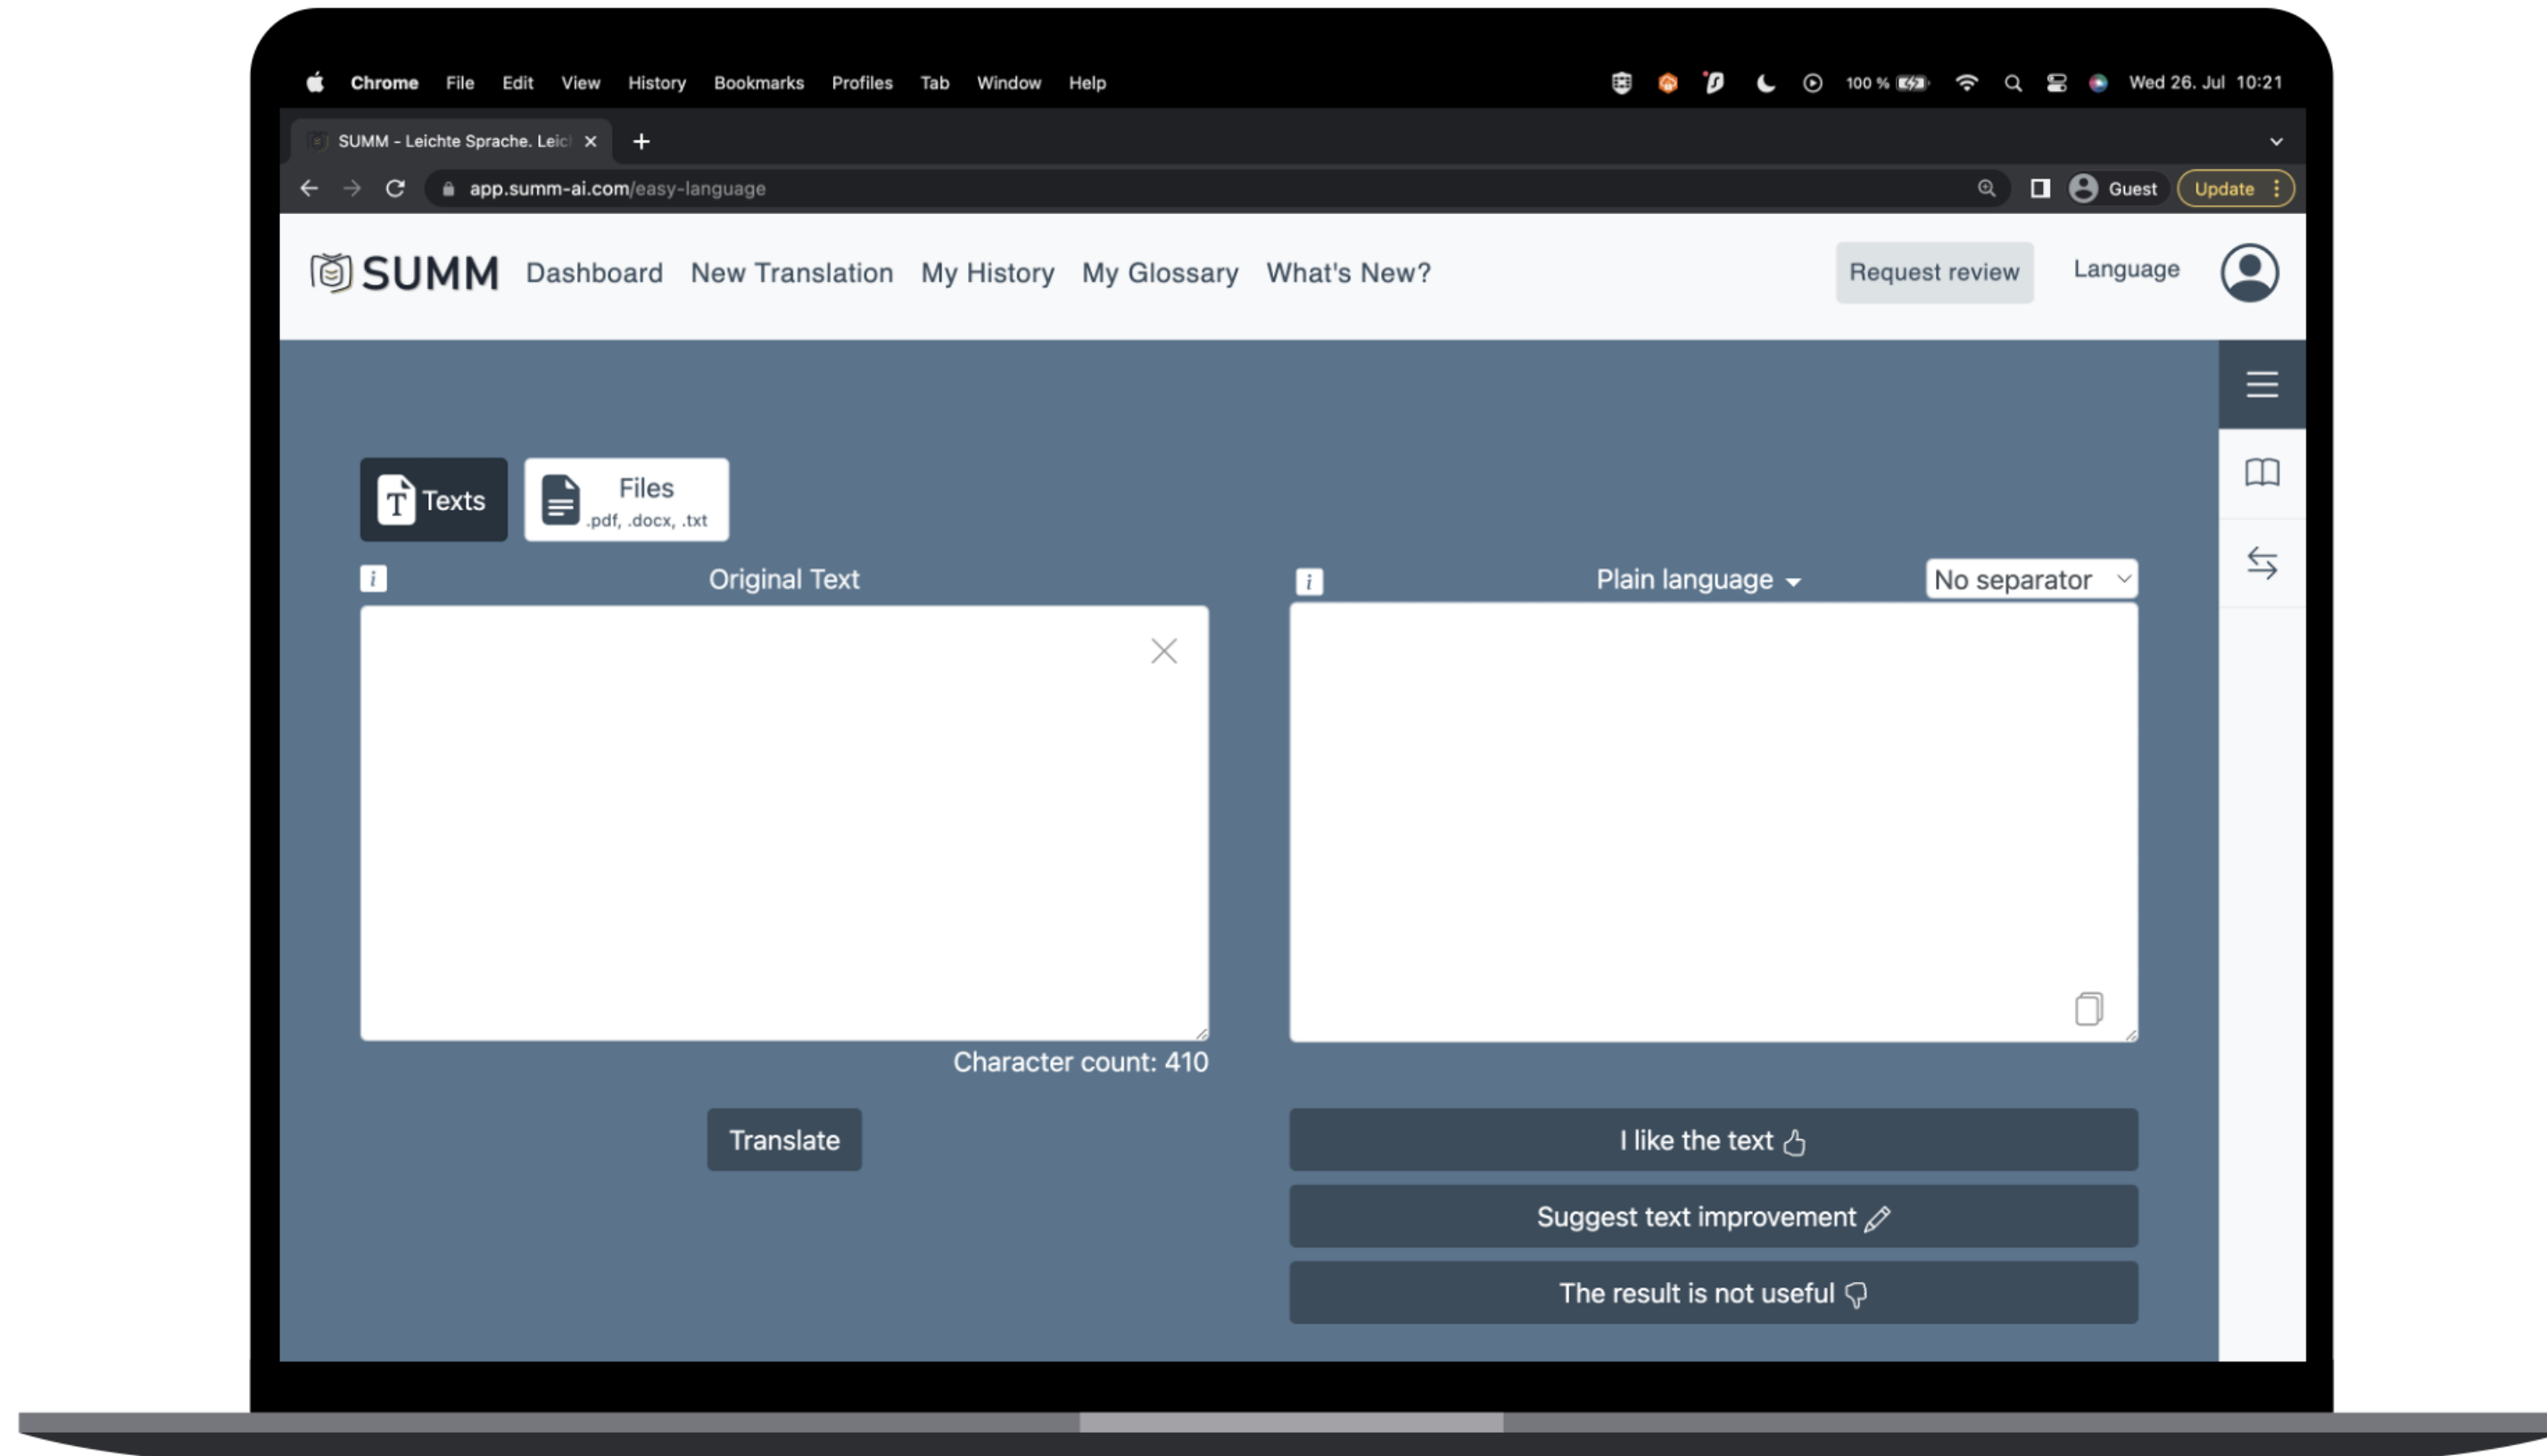 Chrome File Edit View History Bookmarks Profiles Tab Window Help 100 % Wed 26. Jul 10:21
SUMM - Leichte Sprache. Leic
app.summ-ai.com/easy-language Guest Update
SUMM Dashboard New Translation My History My Glossary What's New? Request review Language
T Texts
Files
.pdf, .docx, .txt
i Original Text i Plain language No separator
Character count: 410
Translate
I like the text
Suggest text improvement
The result is not useful